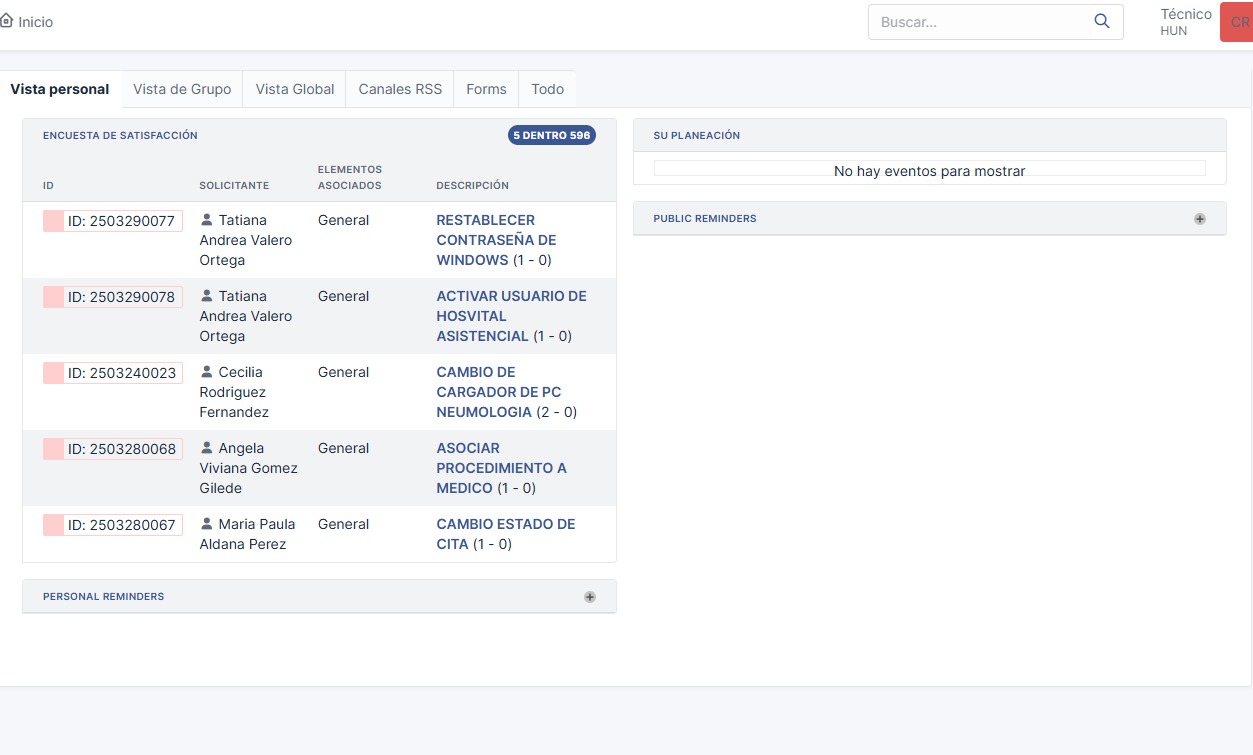 Inicio
Buscar...
Técnico
HUN
CR
Vista personal
Vista de Grupo
Vista Global
Canales RSS
Forms
Todo
ENCUESTA DE SATISFACCIÓN
5 DENTRO 596
ID
SOLICITANTE
ELEMENTOS
ASOCIADOS
DESCRIPCIÓN
ID: 2503290077
Tatiana
Andrea Valero
Ortega
General
RESTABLECER
CONTRASEÑA DE
WINDOWS (1 - 0)
ID: 2503290078
Tatiana
Andrea Valero
Ortega
General
ACTIVAR USUARIO DE
HOSVITAL
ASISTENCIAL (1 - 0)
ID: 2503240023
Cecilia
Rodriguez
Fernandez
General
CAMBIO DE
CARGADOR DE PC
NEUMOLOGIA (2 - 0)
ID: 2503280068
Angela
Viviana Gomez
Gilede
General
ASOCIAR
PROCEDIMIENTO A
MEDICO (1 - 0)
ID: 2503280067
Maria Paula
Aldana Perez
General
CAMBIO ESTADO DE
CITA (1 - 0)
PERSONAL REMINDERS
SU PLANEACIÓN
No hay eventos para mostrar
PUBLIC REMINDERS